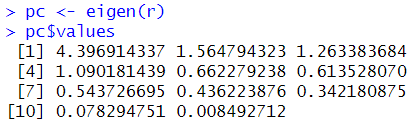 > pc <- eigen(r)
> pc$values
[1] 4.396914337 1.564794323 1.263383684
[4] 1.090181439 0.662279238 0.613528070
[7] 0.543726695 0.436223876 0.342180875
[10] 0.078294751 0.008492712